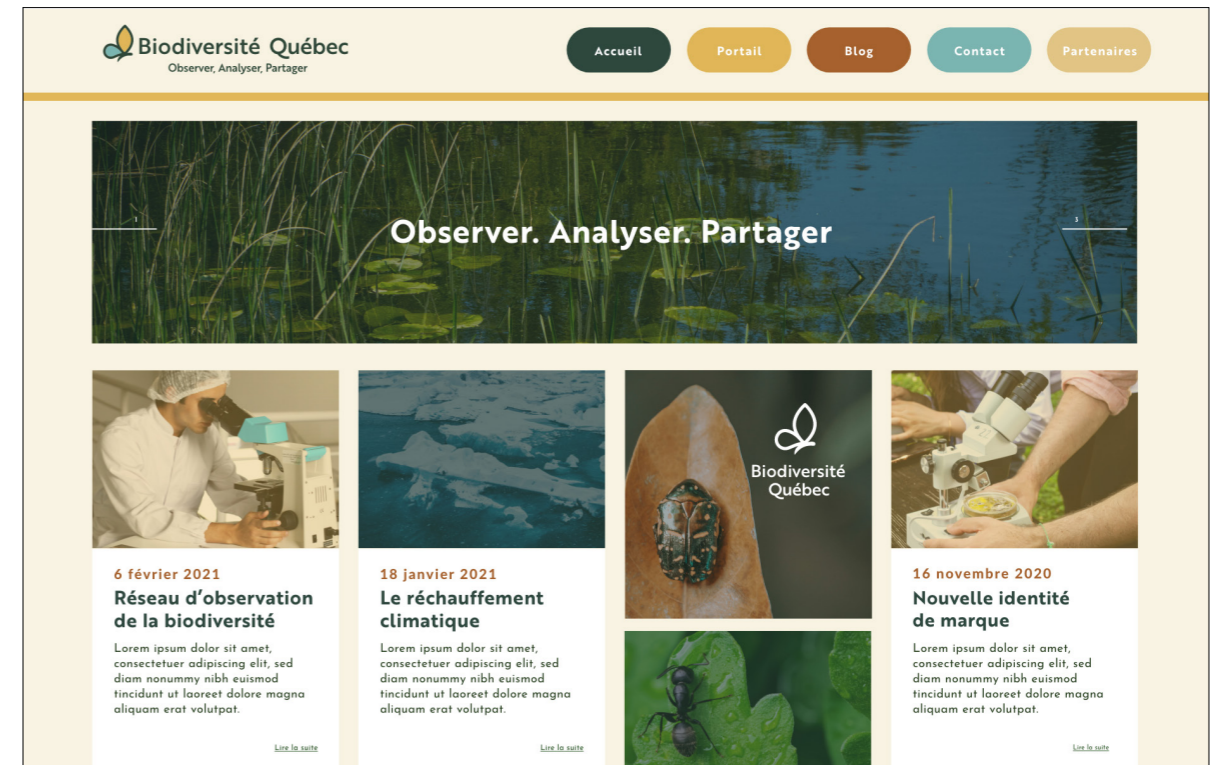 Biodiversité Québec
Observer, Analyser, Partager
Accueil
Portail
Blog
Contact
Partenaires
1
Observer. Analyser. Partager
3
6 février 2021
Réseau d’observation
de la biodiversité
Lorem ipsum dolor sit amet,
consectetuer adipiscing elit, sed
diam nonummy nibh euismod
tincidunt ut laoreet dolore magna
aliquam erat volutpat.
Lire la suite
18 janvier 2021
Le réchauffement
climatique
Lorem ipsum dolor sit amet,
consectetuer adipiscing elit, sed
diam nonummy nibh euismod
tincidunt ut laoreet dolore magna
aliquam erat volutpat.
Lire la suite
Biodiversité
Québec
16 novembre 2020
Nouvelle identité
de marque
Lorem ipsum dolor sit amet,
consectetuer adipiscing elit, sed
diam nonummy nibh euismod
tincidunt ut laoreet dolore magna
aliquam erat volutpat.
Lire la suite